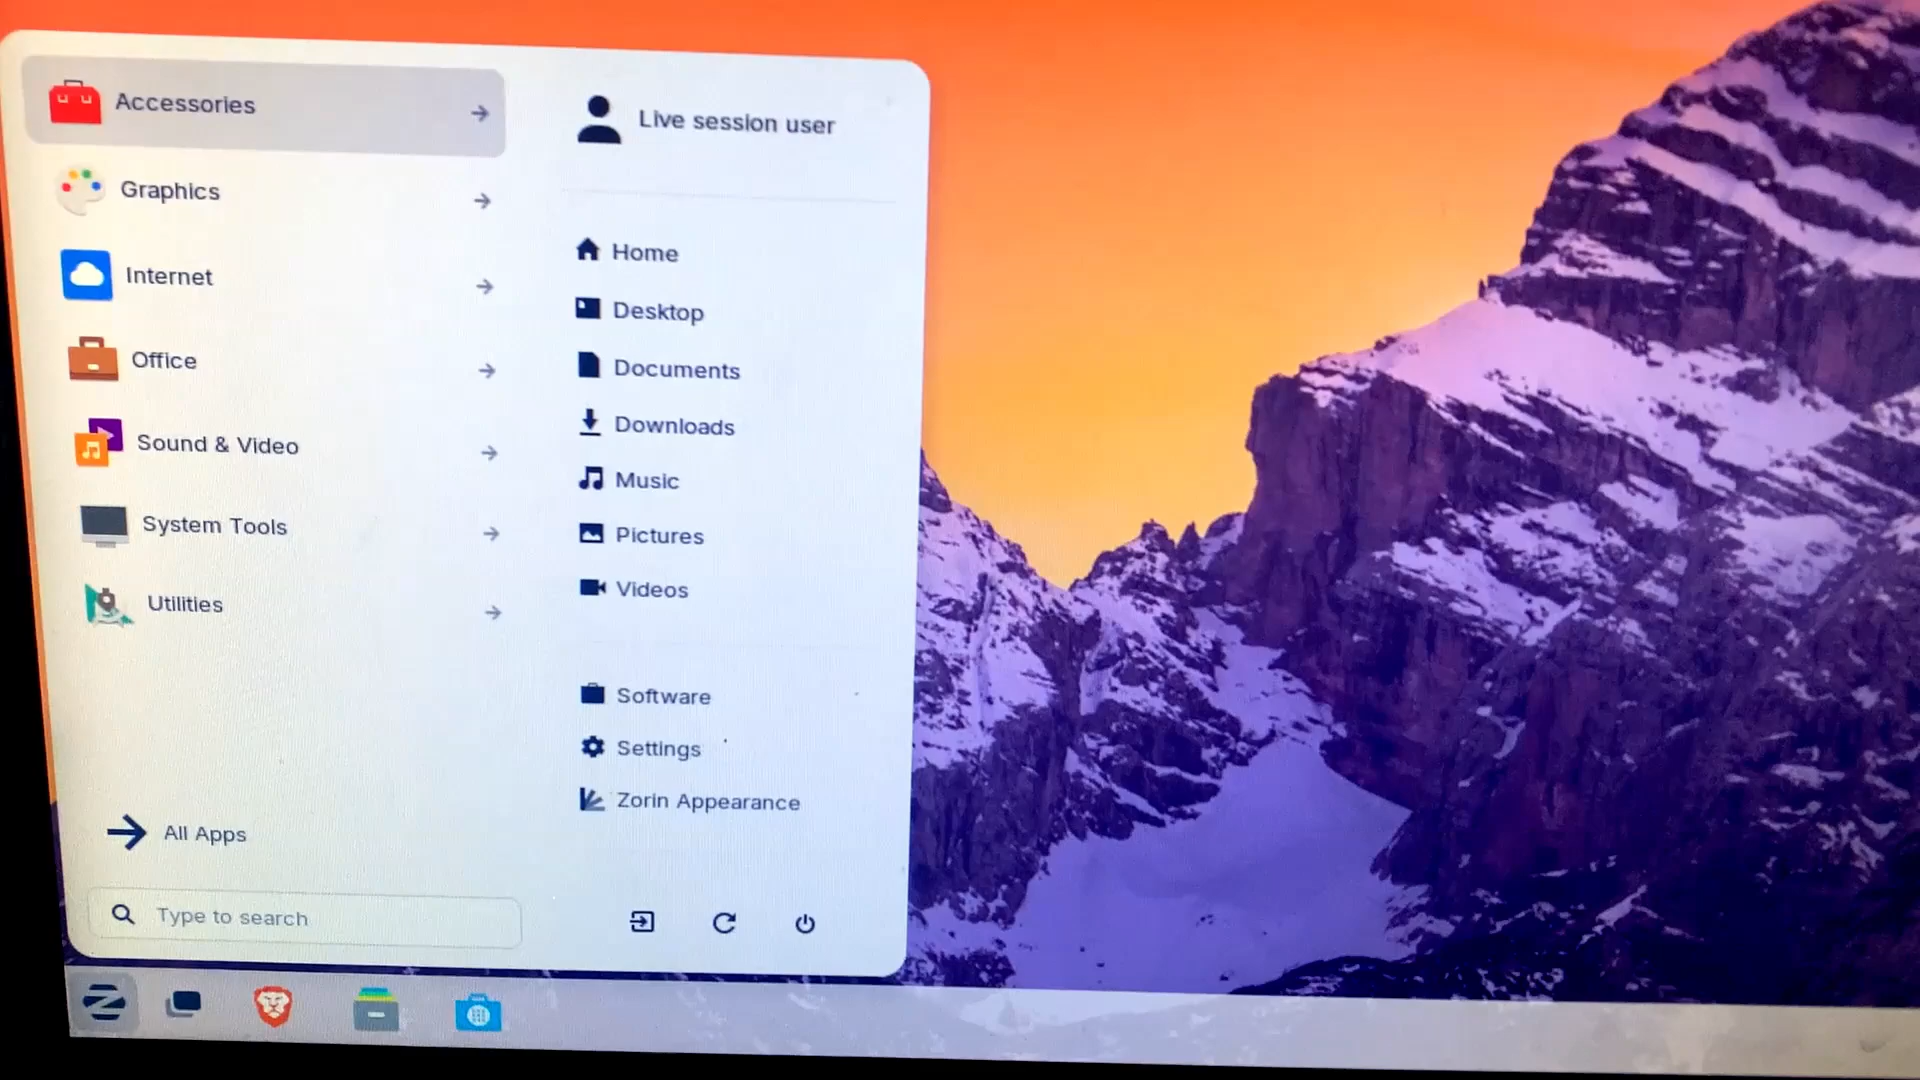 Accessories
Graphics
Internet
Office
Sound & Video
System Tools
Utilities
All Apps
Type to search
Live session user
Home
Desktop
Documents
Downloads
Music
Pictures
Videos
Software
Settings
Zorin Appearance